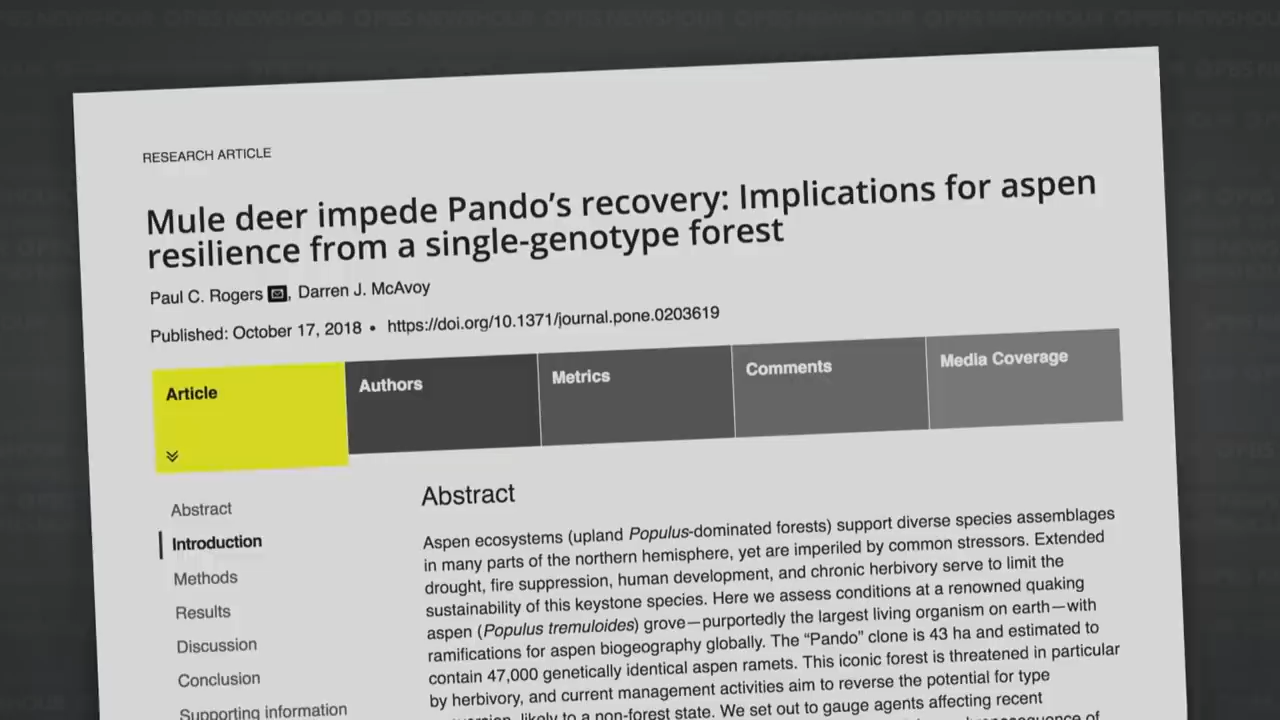 RESEARCH ARTICLE
Mule deer impede Pando's recovery: Implications for aspen
resilience from a single-genotype forest
Paul C. Rogers, Darren J. McAvoy
Published: October 17, 2018 • https://doi.org/10.1371/journal.pone.0203619
Article
Authors
Metrics
Comments
Media Coverage
Abstract
Introduction
Methods
Results
Discussion
Conclusion
Supporting information
Abstract
Aspen ecosystems (upland Populus-dominated forests) support diverse species assemblages
in many parts of the northern hemisphere, yet are imperiled by common stressors. Extended
drought, fire suppression, human development, and chronic herbivory serve to limit the
sustainability of this keystone species. Here we assess conditions at a renowned quaking
aspen (Populus tremuloides) grove—purportedly the largest living organism on earth—with
ramifications for aspen biogeography globally. The “Pando” clone is 43 ha and estimated to
contain 47,000 genetically identical aspen ramets. This iconic forest is threatened in particular
by herbivory, and current management activities aim to reverse the potential for type
likely to a non-forest state. We set out to gauge agents affecting recent